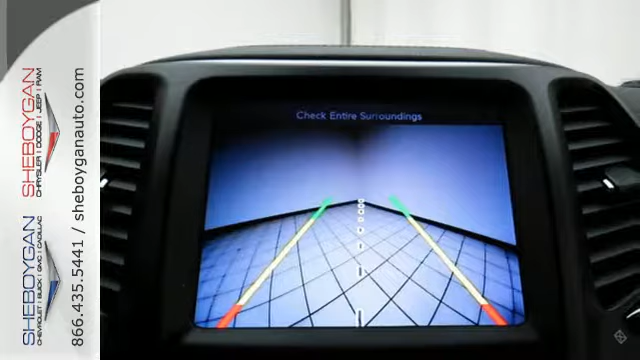 SHEBOYGAN
CHRYSLER | DODGE | JEEP | RAM
SHEBOYGAN
CHEVROLET | BUICK | GMC | CADILLAC
866.435.5441 / sheboyganauto.com
Check Entire Surroundings